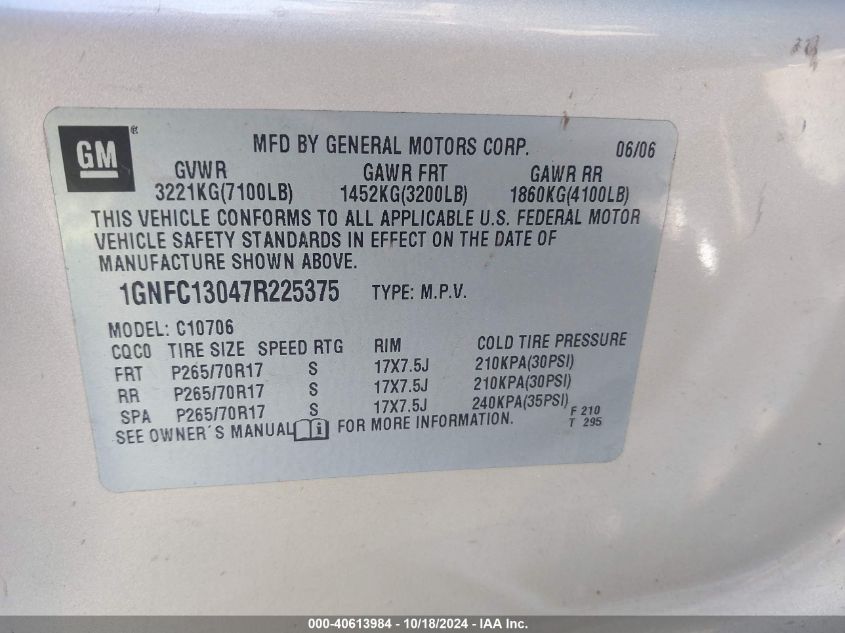 GM®
MFD BY GENERAL MOTORS CORP. 06/06
GVWR GAWR FRT GAWR RR
3221KG(7100LB) 1452KG(3200LB) 1860KG(4100LB)
THIS VEHICLE CONFORMS TO ALL APPLICABLE U.S. FEDERAL MOTOR
VEHICLE SAFETY STANDARDS IN EFFECT ON THE DATE OF
MANUFACTURE SHOWN ABOVE.
1GNFC13047R225375 TYPE: M.P.V.
MODEL: C10706
CQCO TIRE SIZE SPEED RTG RIM COLD TIRE PRESSURE
FRT P265/70R17 S 17X7.5J 210KPA(30PSI)
RR P265/70R17 S 17X7.5J 210KPA(30PSI)
SPA P265/70R17 S 17X7.5J 240KPA(35PSI)
SEE OWNER'S MANUAL i FOR MORE INFORMATION.
F 210
T 295
000-40613984 - 10/18/2024 - IAA Inc.